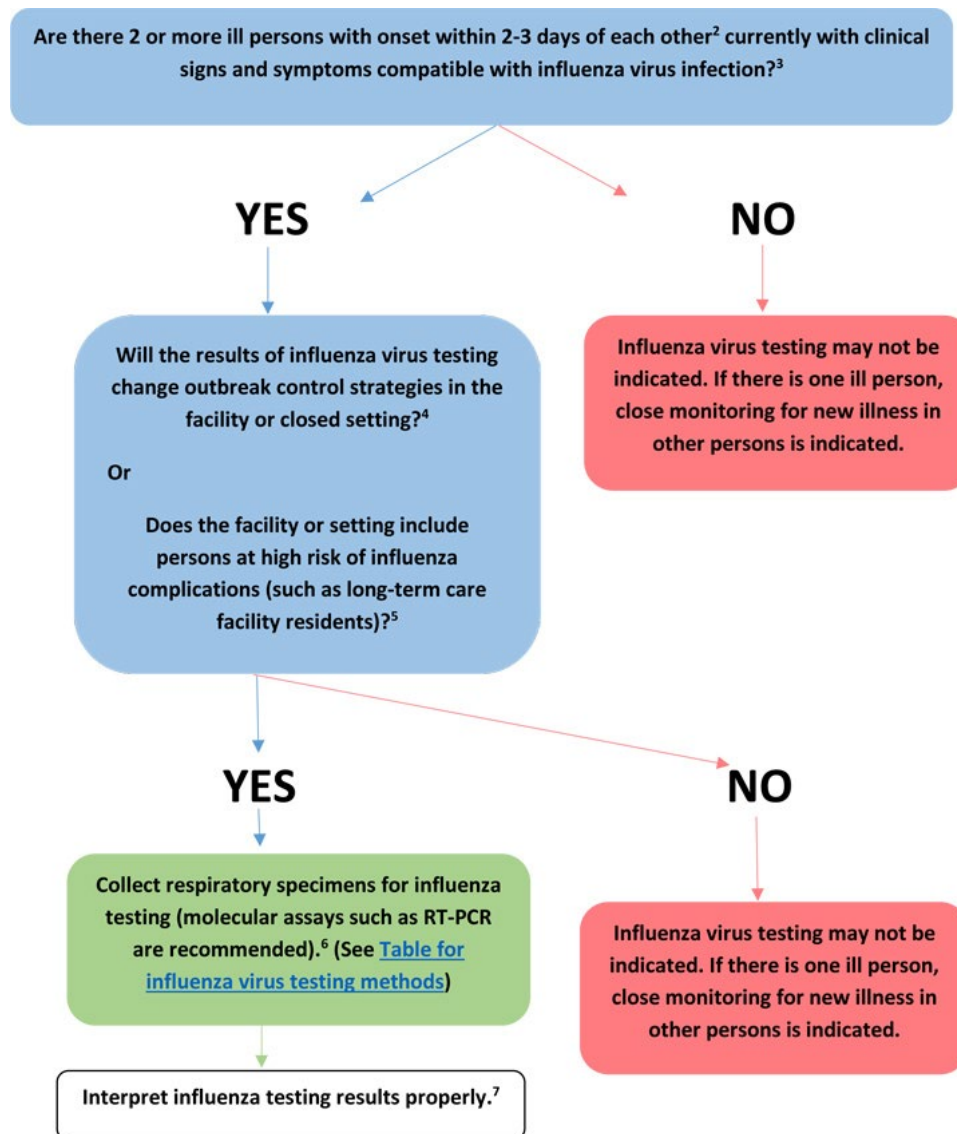 Are there 2 or more ill persons with onset within 2-3 days of each other² currently with clinical
signs and symptoms compatible with influenza virus infection?³
YES
NO
Will the results of influenza virus testing
change outbreak control strategies in the
facility or closed setting?⁴
Or
Does the facility or setting include
persons at high risk of influenza
complications (such as long-term care
facility residents)?⁵
Influenza virus testing may not be
indicated. If there is one ill person,
close monitoring for new illness in
other persons is indicated.
YES
NO
Collect respiratory specimens for influenza
testing (molecular assays such as RT-PCR
are recommended).⁶ (See Table for
influenza virus testing methods)
Influenza virus testing may not be
indicated. If there is one ill person,
close monitoring for new illness in
other persons is indicated.
Interpret influenza testing results properly.⁷